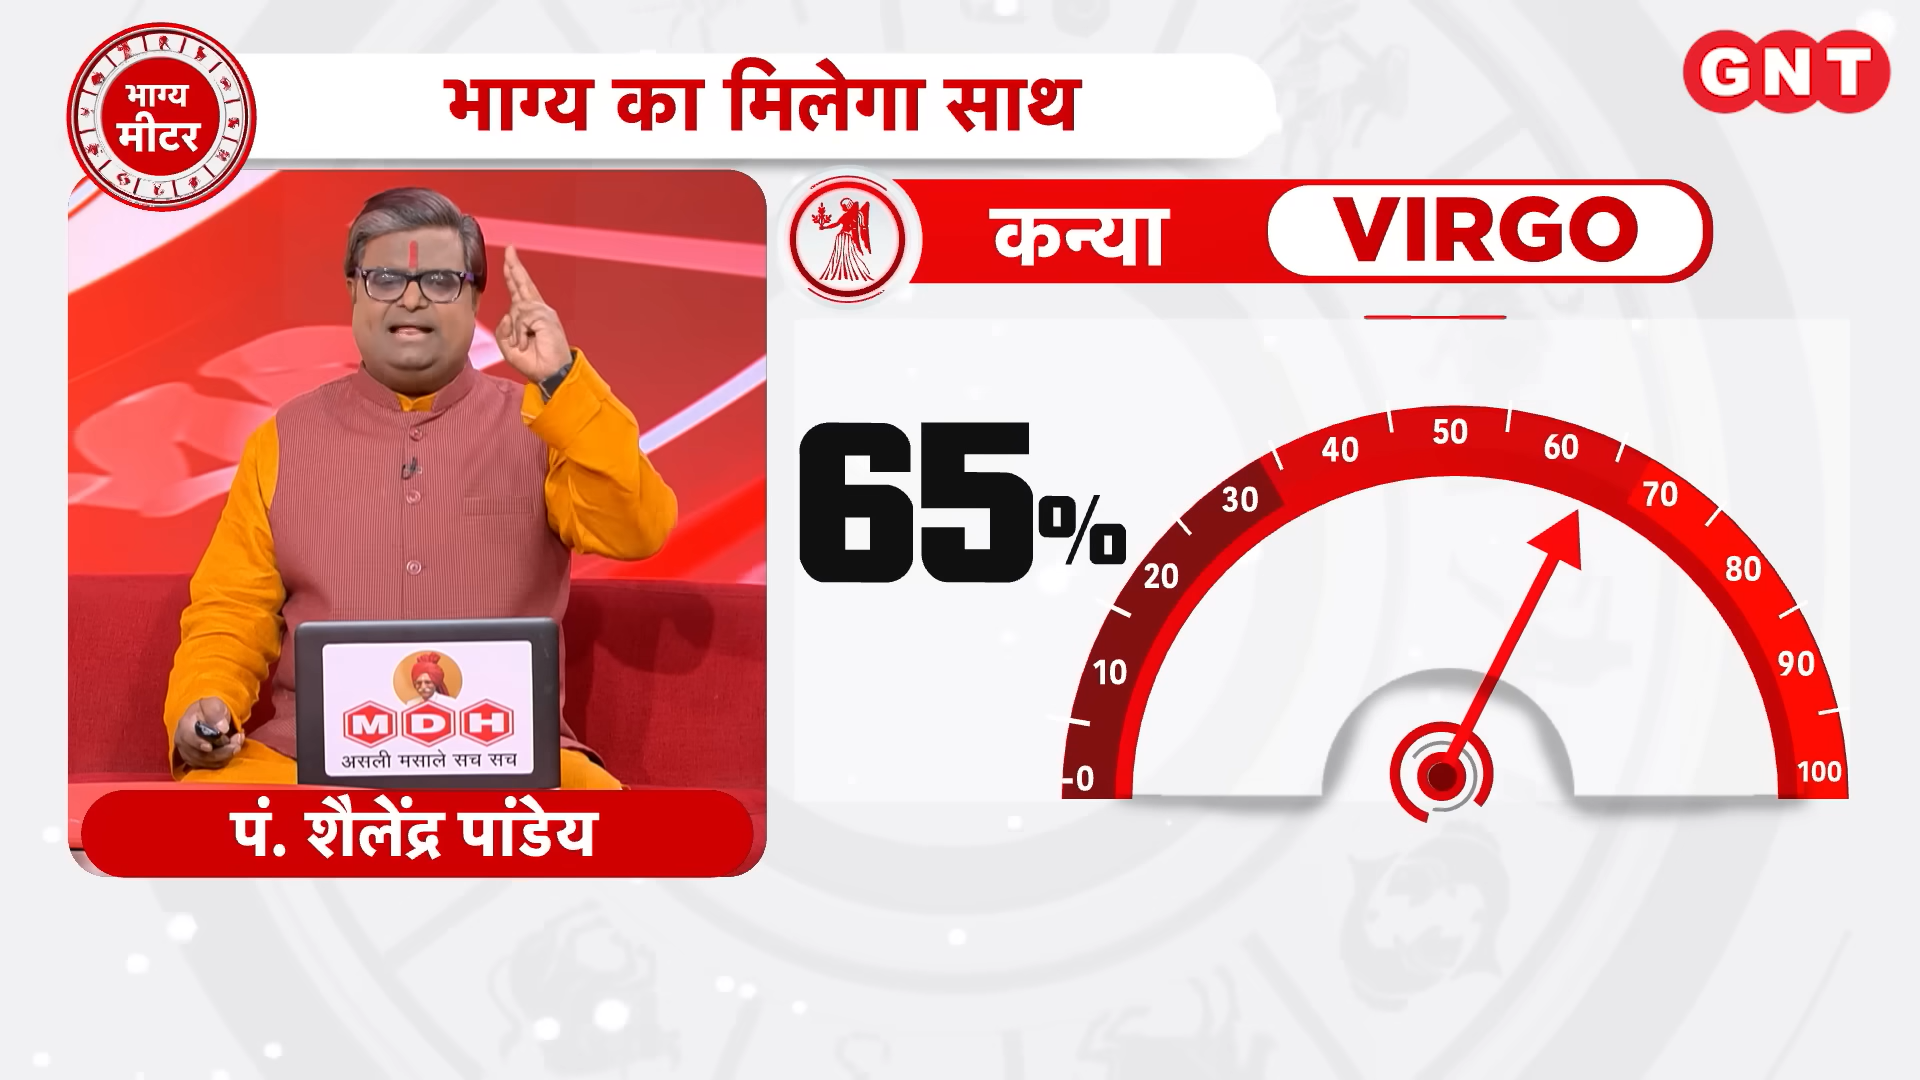 भाग्य
मीटर
भाग्य का मिलेगा साथ
GNT
कन्या
VIRGO
65%
0
10
20
30
40
50
60
70
80
90
100
MDH
असली मसाले सच सच
पं. शैलेंद्र पांडेय